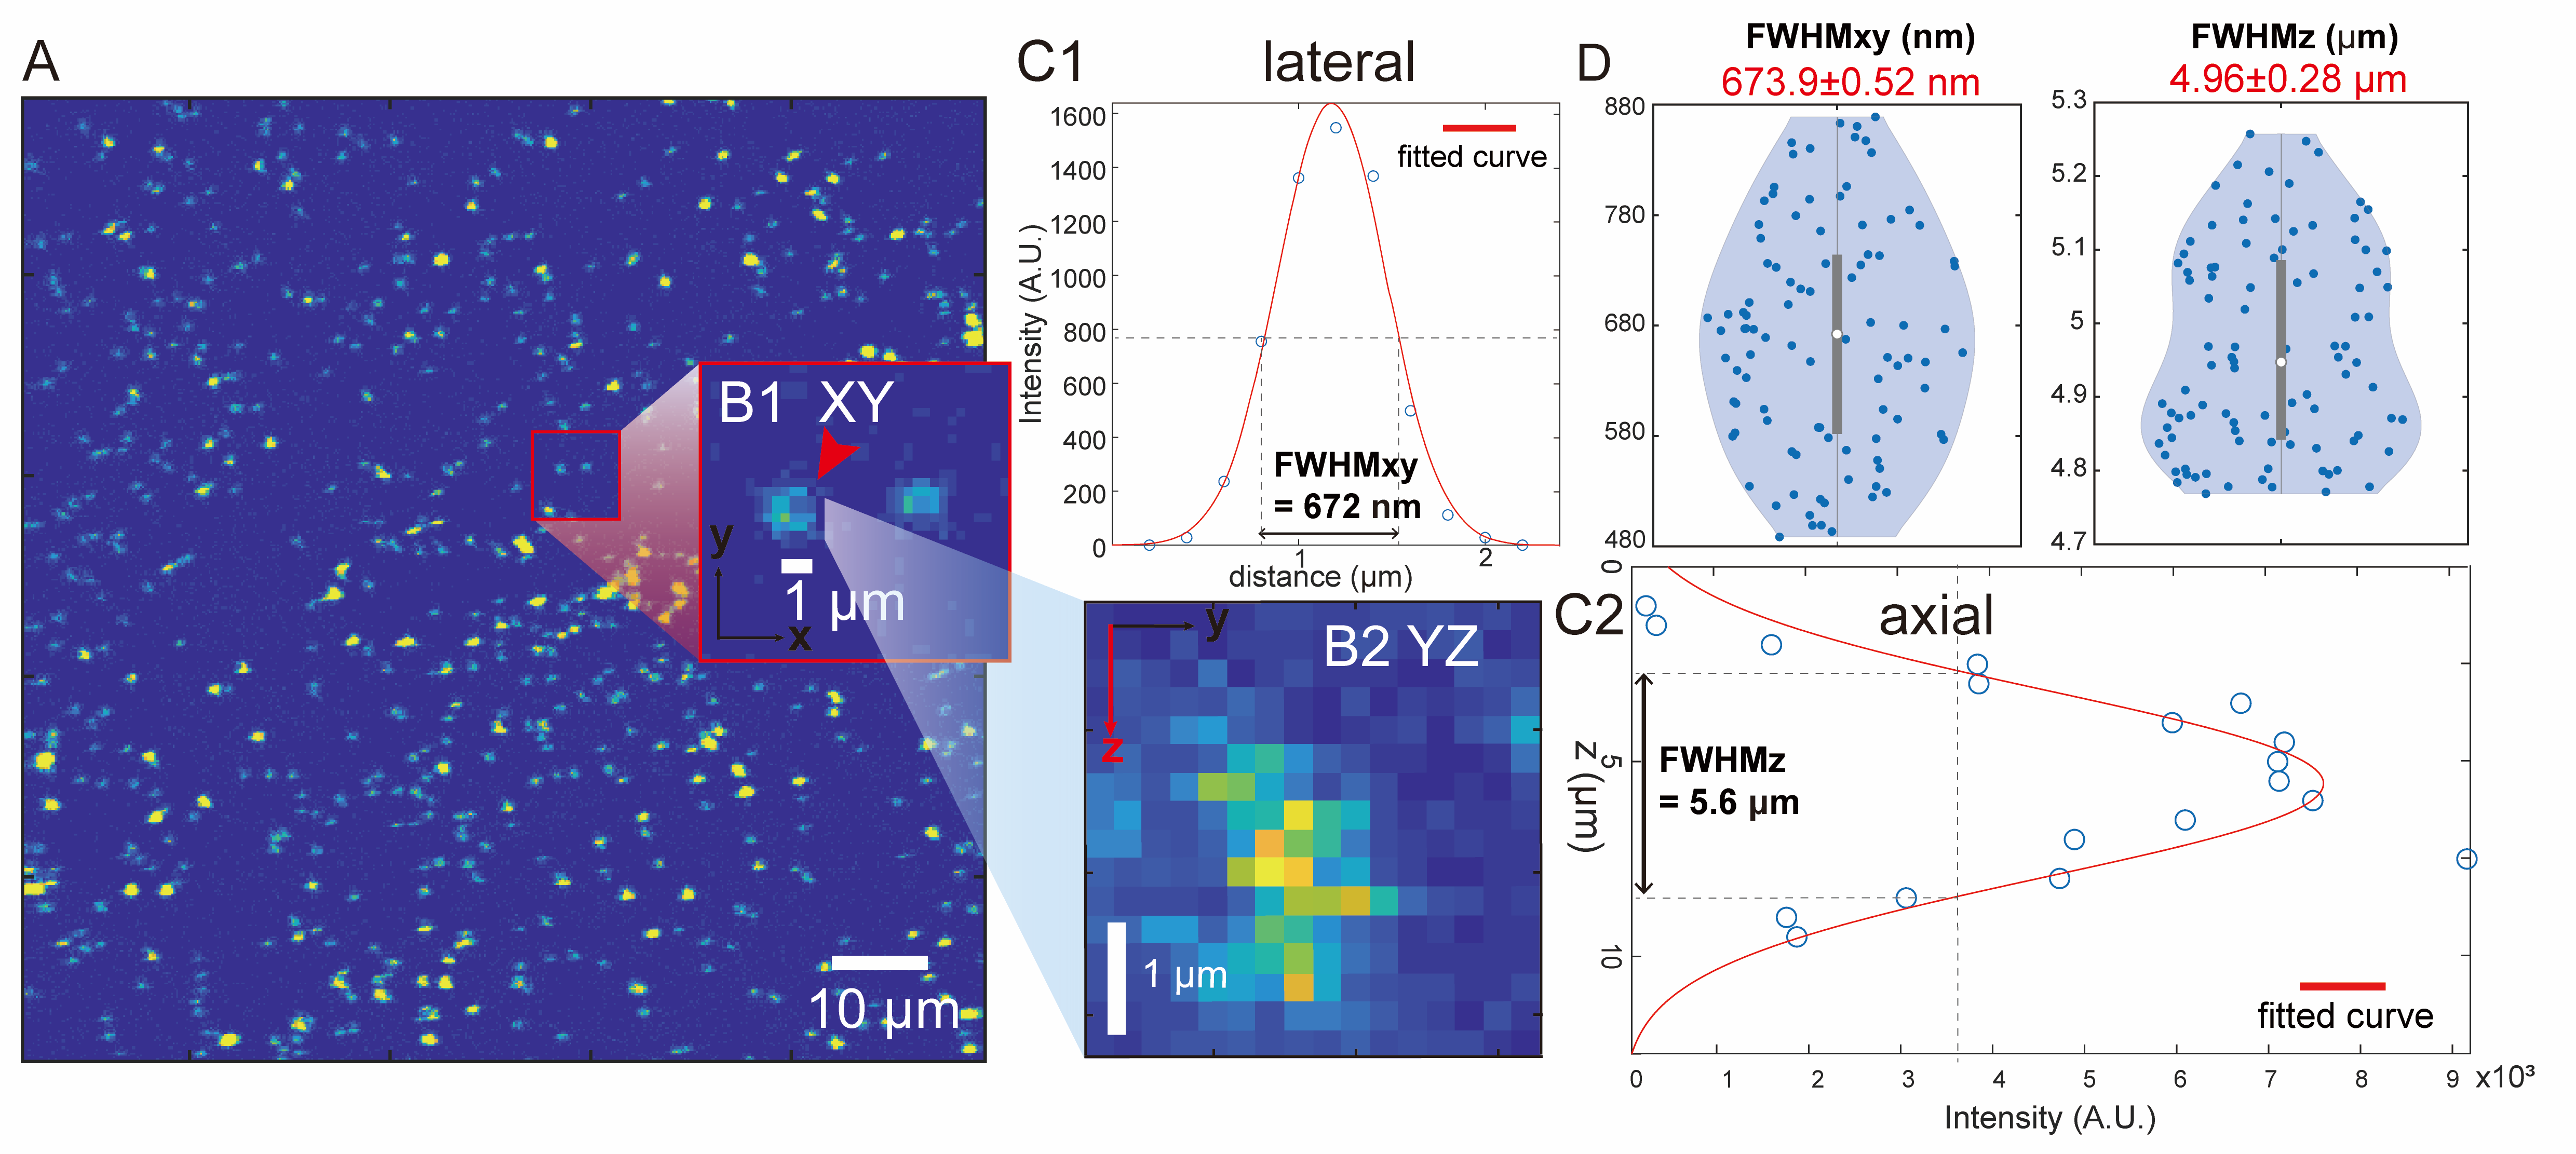 A
10 µm
B1 XY
y
x
1 µm
C1
lateral
Intensity (A.U.)
1600
1400
1200
1000
800
600
400
200
0
fitted curve
FWHMxy
= 672 nm
1
2
distance (µm)
y
z
B2 YZ
1 µm
D
FWHMxy (nm)
673.9±0.52 nm
880
780
680
580
480
FWHMz (µm)
4.96±0.28 µm
5.3
5.2
5.1
5
4.9
4.8
4.7
C2
axial
z (µm)
0
5
10
FWHMz
= 5.6 µm
fitted curve
0
1
2
3
4
5
6
7
8
9
x10³
Intensity (A.U.)